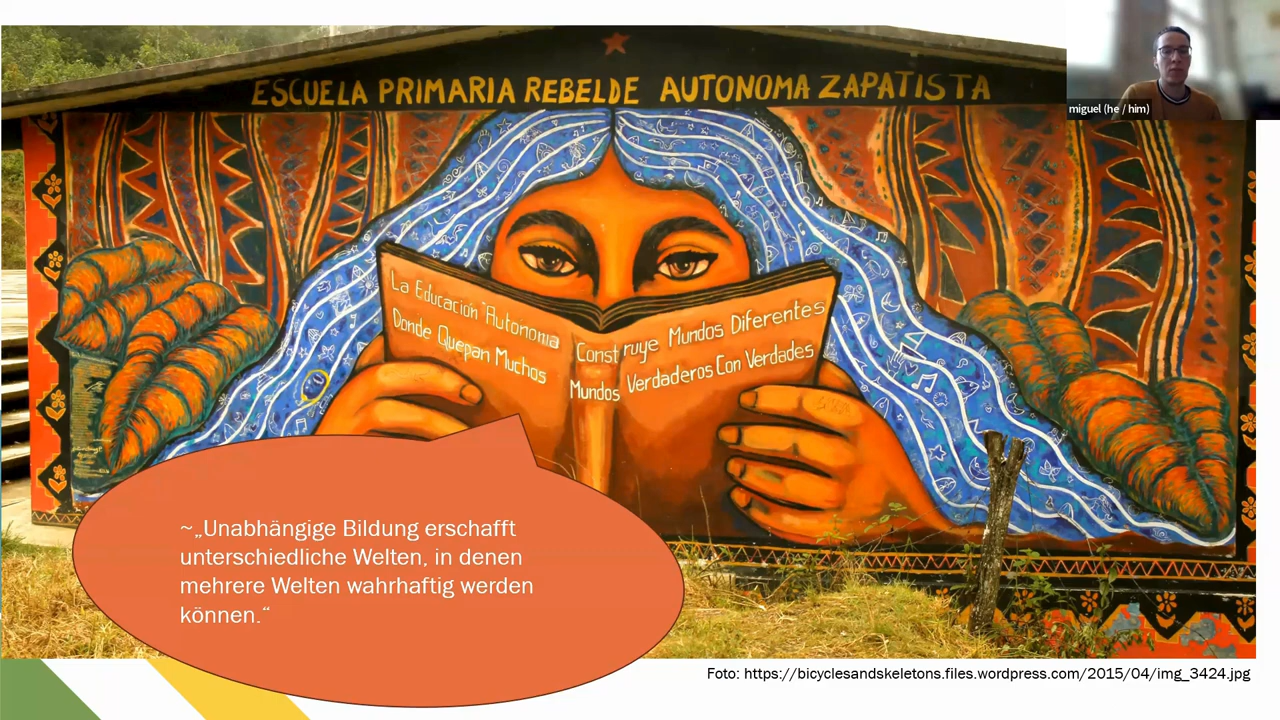 ESCUELA PRIMARIA REBELDE AUTONOMA ZAPATISTA
miguel (he / him)
La Educación "Autónoma
Donde Quepan Muchos
Construye Mundos Diferentes
Mundos Verdaderos Con Verdades
~„Unabhängige Bildung erschafft
unterschiedliche Welten, in denen
mehrere Welten wahrhaftig werden
können.“
Foto: https://bicyclesandskeletons.files.wordpress.com/2015/04/img_3424.jpg